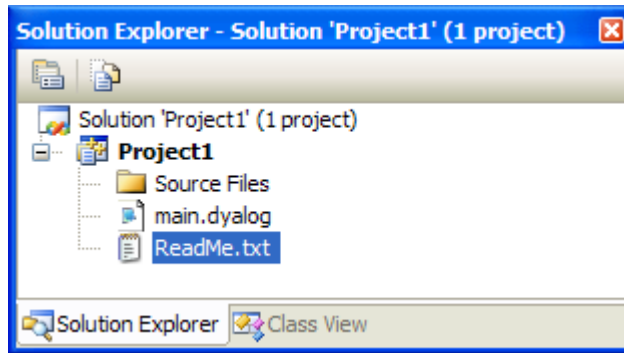 Solution Explorer - Solution 'Project1' (1 project)
Solution 'Project1' (1 project)
Project1
Source Files
main.dyalog
ReadMe.txt
Solution Explorer Class View